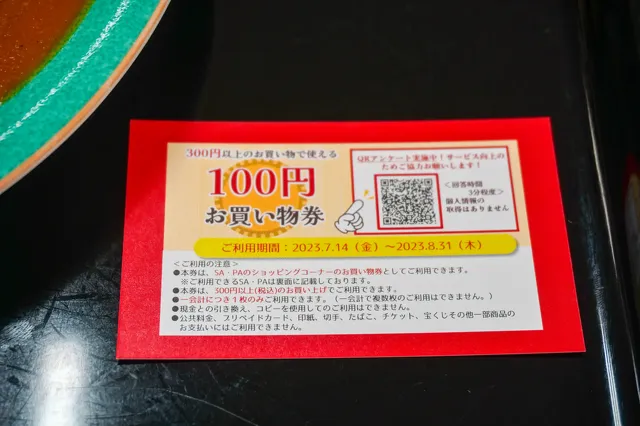 300円以上のお買い物で使える
100円
お買い物券
QRアンケート実施中！サービス向上の
ためご協力お願いします！
＜回答時間
3分程度＞
個人情報の
取得はありません
ご利用期間：2023.7.14（金）～2023.8.31（木）
＜ご利用の注意＞
●本券は、SA・PAのショッピングコーナーのお買い物券としてご利用できます。
※ご利用できるSA・PAは裏面に記載しております。
●本券は、300円以上(税込)のお買い上げでご利用できます。
●一会計につき1枚のみご利用できます。（一会計で複数枚のご利用はできません。）
●現金との引き換え、コピーを使用してのご利用はできません。
●公共料金、プリペイドカード、印紙、切手、たばこ、チケット、宝くじその他一部商品の
お支払いにはご利用できません。